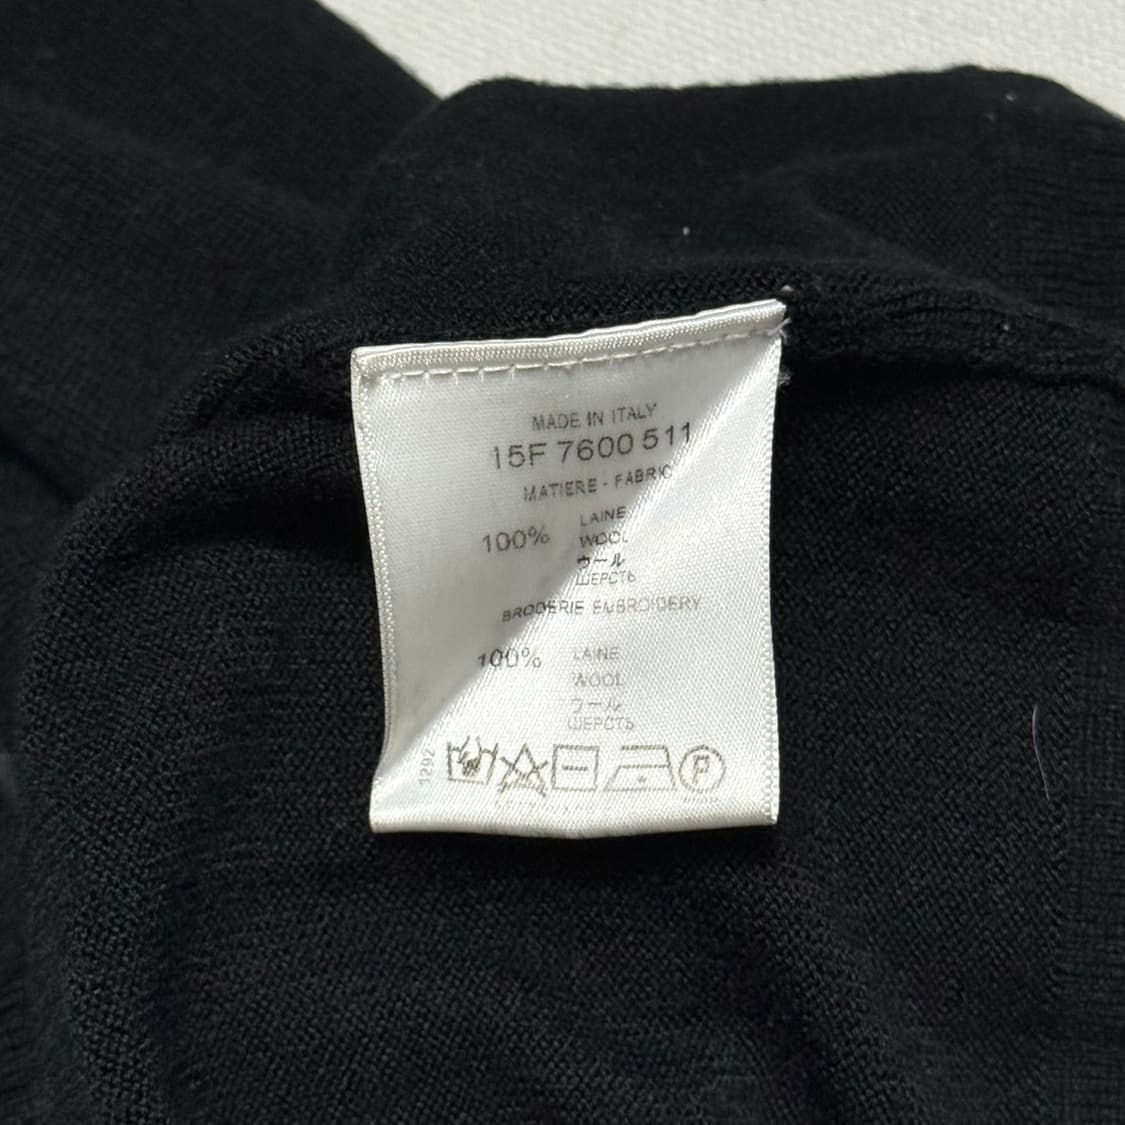 MADE IN ITALY
15F 7600 511
MATIERE - FABRIC
100% LAINE
WOOL
ウール
ШЕРСТЬ
BRODERIE EMBROIDERY
100% LAINE
WOOL
ウール
ШЕРСТЬ
1292
P